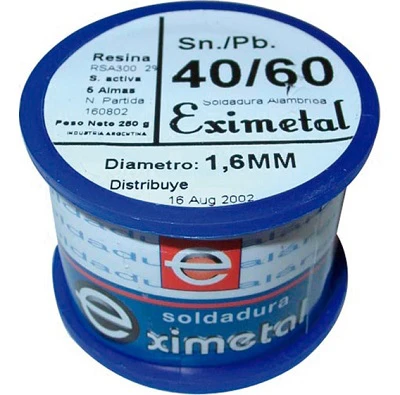 Resina
RSA300 2%
S. activa
5 Almas
N. Partida
160802
Peso Neto 250 g
INDUSTRIA ARGENTINA
Sn./Pb.
40/60
Soldadura Alambrica
Eximetal
Diametro: 1,6MM
Distribuye
16 Aug 2002
e
soldadura
eximetal